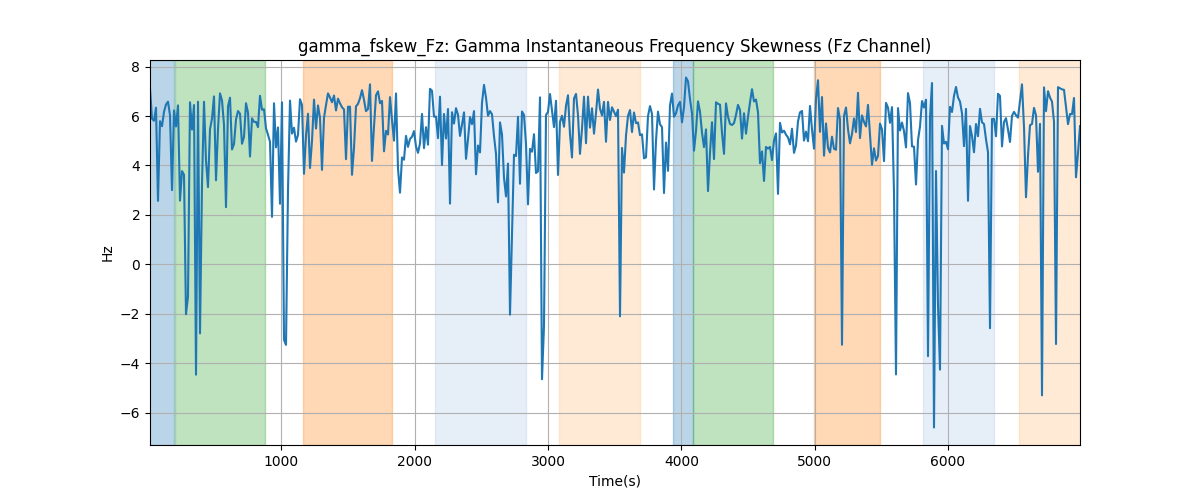 gamma_fskew_Fz: Gamma Instantaneous Frequency Skewness (Fz Channel)
8
6
4
2
0
−2
−4
−6
Hz
1000 2000 3000 4000 5000 6000
Time(s)